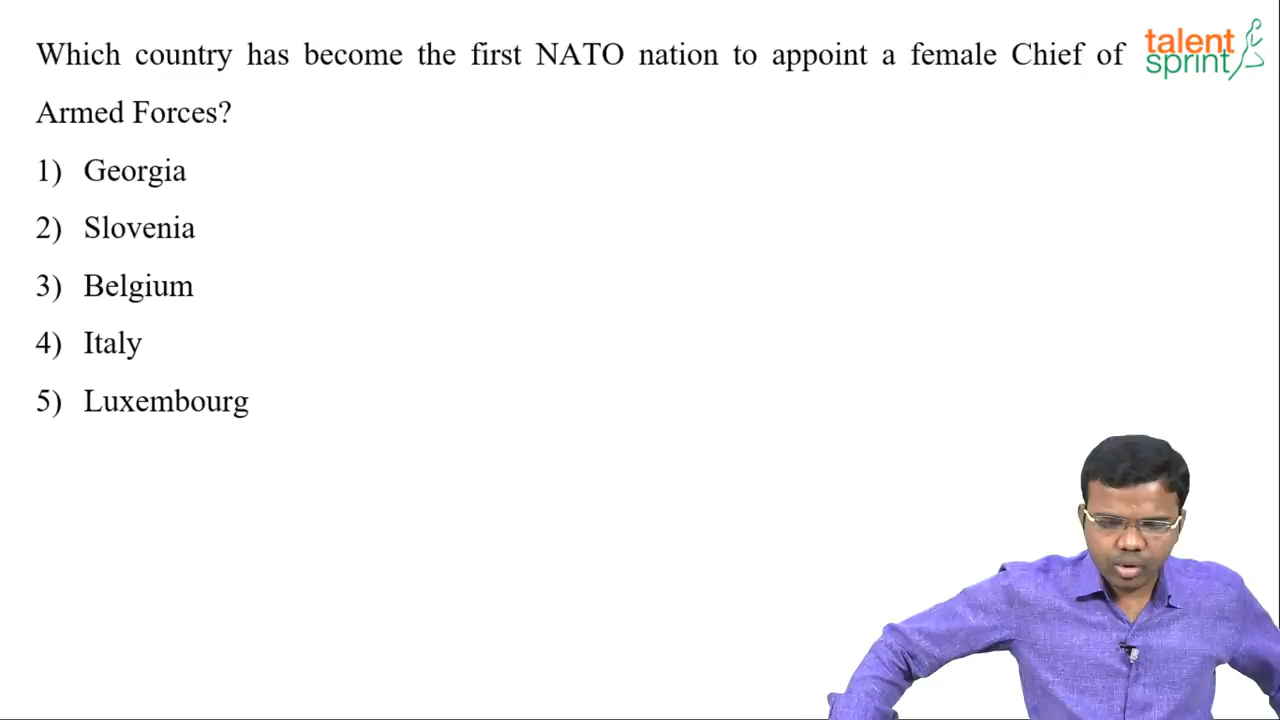 Which country has become the first NATO nation to appoint a female Chief of
Armed Forces?
1) Georgia
2) Slovenia
3) Belgium
4) Italy
5) Luxembourg
talent
sprint